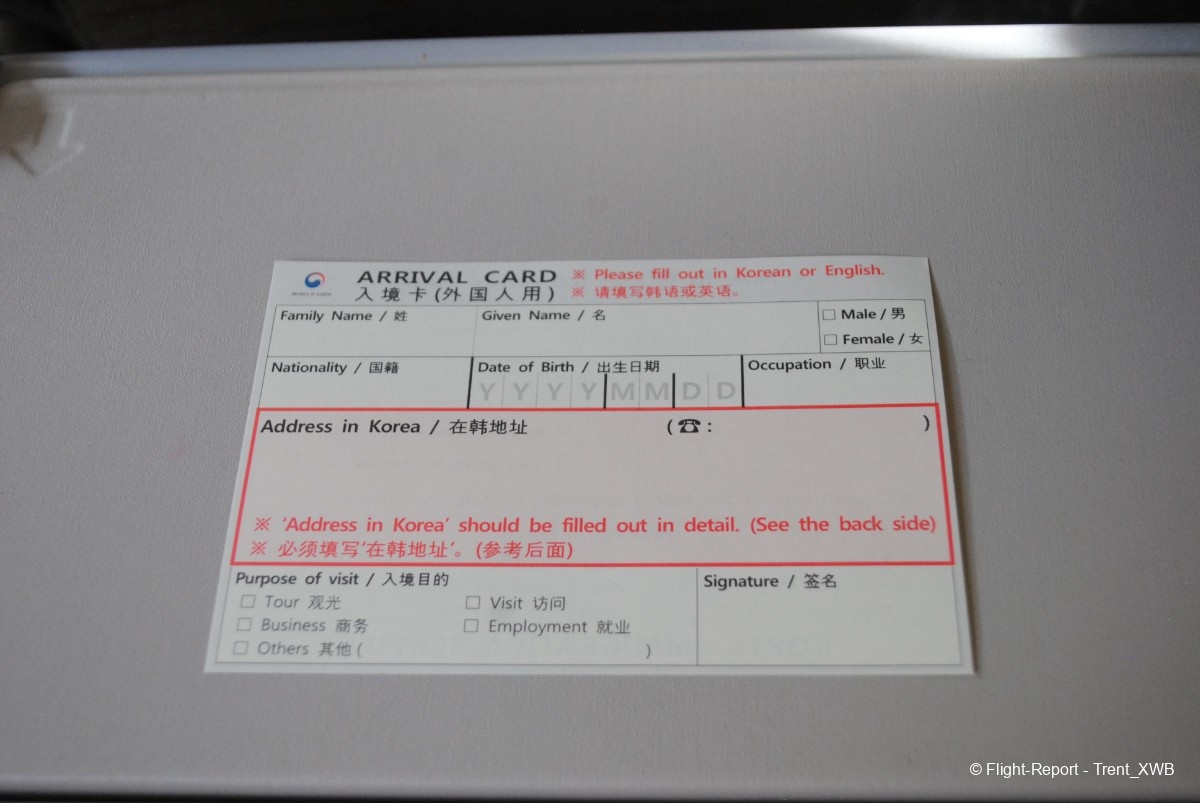 ARRIVAL CARD ※ Please fill out in Korean or English.
入境卡(外国人用) ※ 请填写韩语或英语。
Family Name / 姓 Given Name / 名 □ Male / 男
□ Female / 女
Nationality / 国籍 Date of Birth / 出生日期 Occupation / 职业
Y Y Y Y M M D D
Address in Korea / 在韩地址 (☎ : )
※ 'Address in Korea' should be filled out in detail. (See the back side)
※ 必须填写'在韩地址'。(参考后面)
Purpose of visit / 入境目的 Signature / 签名
□ Tour 观光 □ Visit 访问
□ Business 商务 □ Employment 就业
□ Others 其他 ( )
© Flight-Report - Trent_XWB